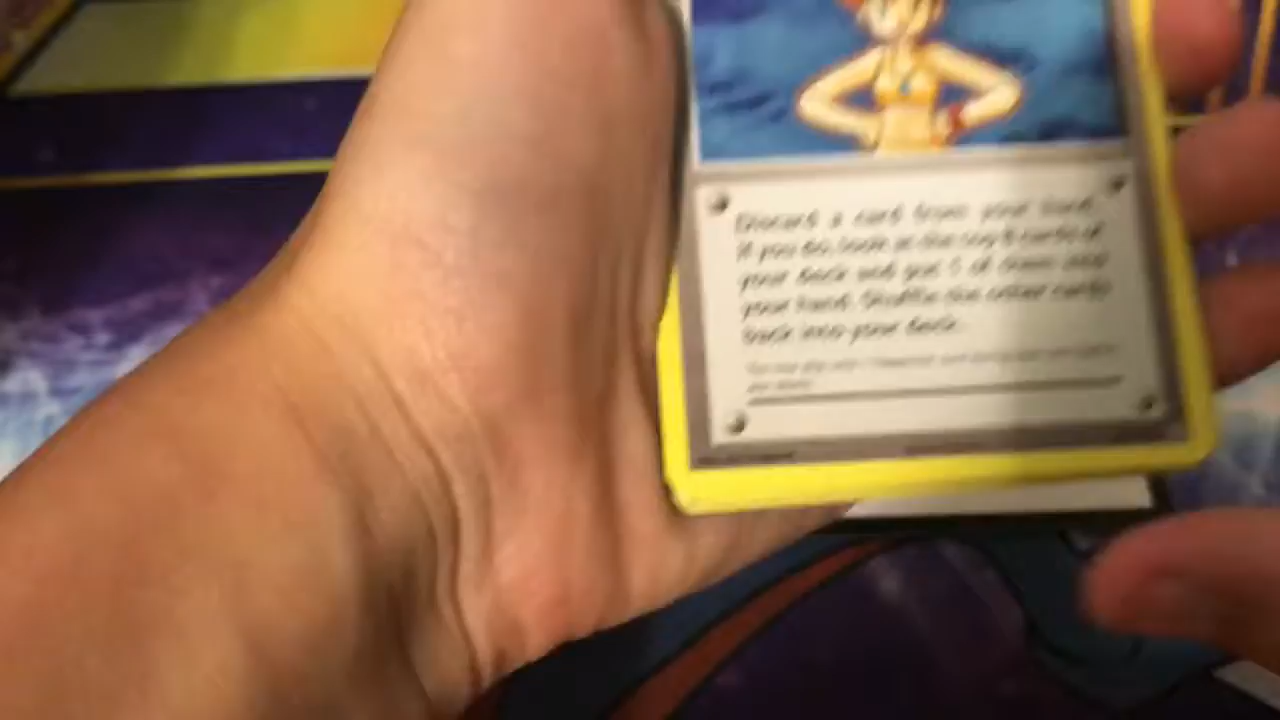 Discard a card from your hand.
If you do, look at the top 8 cards of
your deck and put 1 of them into
your hand. Shuffle the other cards
back into your deck.